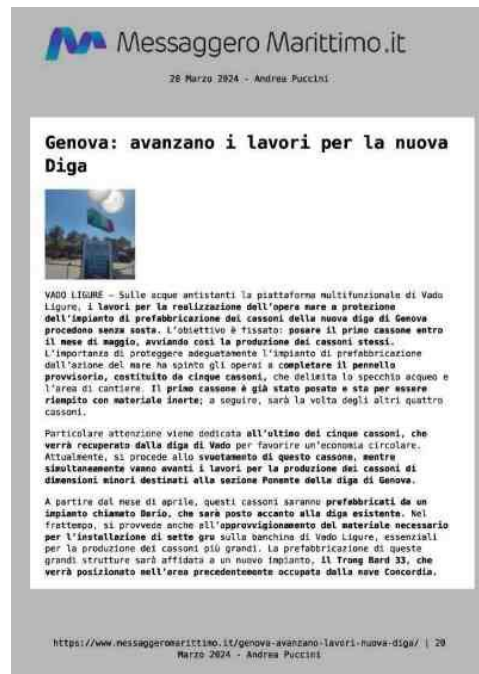 Messaggero Marittimo.it
28 Marzo 2024 - Andrea Puccini
Genova: avanzano i lavori per la nuova
Diga
VADO LIGURE – Sulle acque antistanti la piattaforma multifunzionale di Vado
Ligure, i lavori per la realizzazione dell'opera mare a protezione
dell'impianto di prefabbricazione dei cassoni della nuova diga di Genova
procedono senza sosta. L'obiettivo è fissato: posare il primo cassone entro
il mese di maggio, avviando così la produzione dei cassoni stessi.
L'importanza di proteggere adeguatamente l'impianto di prefabbricazione
dall'azione del mare ha spinto gli operai a completare il pennello
provvisorio, costituito da cinque cassoni, che delimita lo specchio acqueo e
l'area di cantiere. Il primo cassone è già stato posato e sta per essere
riempito con materiale inerte; a seguire, sarà la volta degli altri quattro
cassoni.
Particolare attenzione viene dedicata all'ultimo dei cinque cassoni, che
verrà recuperato dalla diga di Vado per favorire un'economia circolare.
Attualmente, si procede allo svuotamento di questo cassone, mentre
simultaneamente vanno avanti i lavori per la produzione dei cassoni di
dimensioni minori destinati alla sezione Ponente della diga di Genova.
A partire dal mese di aprile, questi cassoni saranno prefabbricati da un
impianto chiamato Dario, che sarà posto accanto alla diga esistente. Nel
frattempo, si provvede anche all'approvvigionamento del materiale necessario
per l'installazione di sette gru sulla banchina di Vado Ligure, essenziali
per la produzione dei cassoni più grandi. La prefabbricazione di queste
grandi strutture sarà affidata a un nuovo impianto, il Trong Bard 33, che
verrà posizionato nell'area precedentemente occupata dalla nave Concordia.
https://www.messaggeromarittimo.it/genova-avanzano-lavori-nuova-diga/ | 28
Marzo 2024 - Andrea Puccini